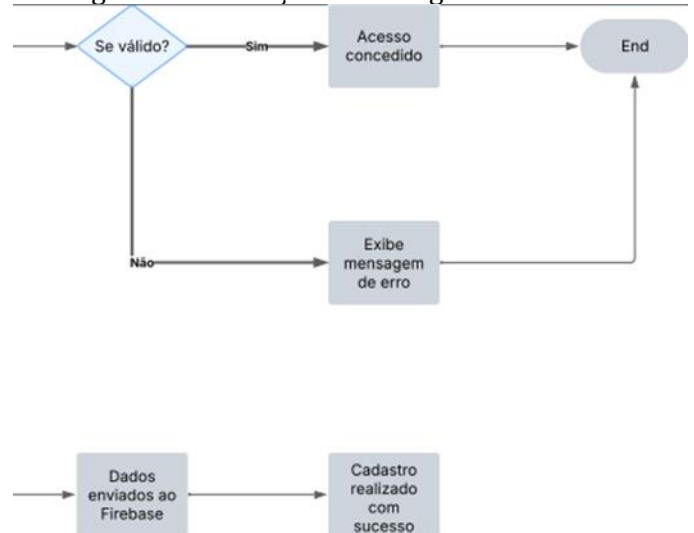 Se válido?
Sim
Acesso
concedido
End
Não
Exibe
mensagem
de erro
Dados
enviados ao
Firebase
Cadastro
realizado
com
sucesso